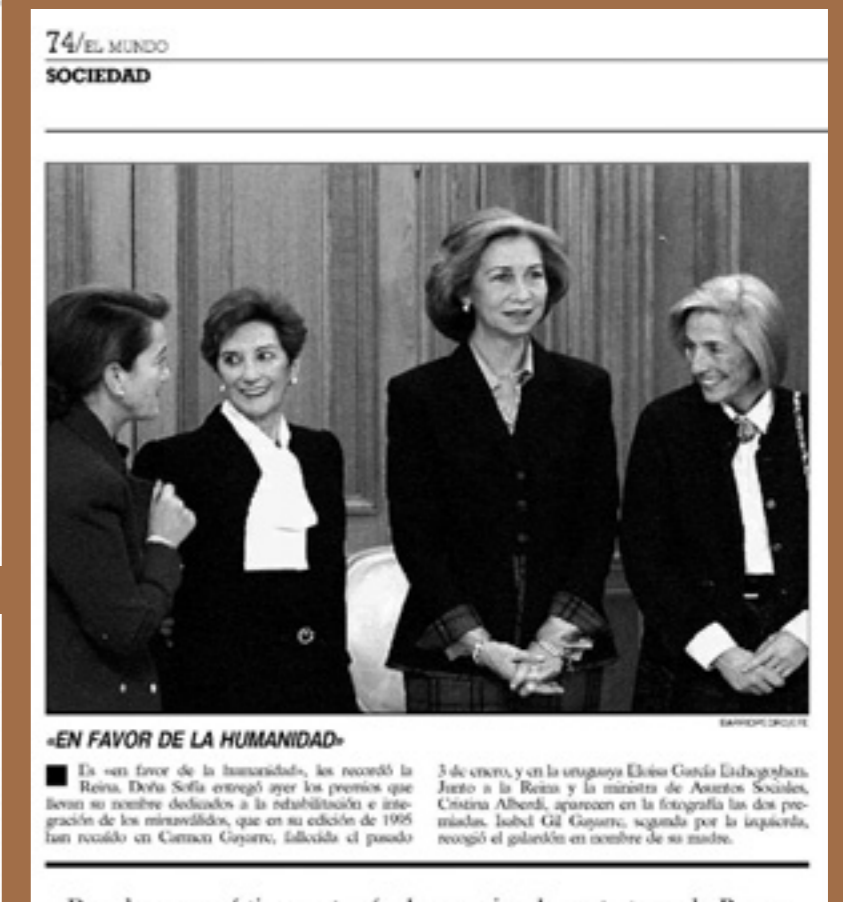 74/EL MUNDO
SOCIEDAD
«EN FAVOR DE LA HUMANIDAD»
Es «en favor de la humanidad», les recordó la
Reina. Doña Sofía entregó ayer los premios que
llevan su nombre dedicados a la rehabilitación e inte-
gración de los minusválidos, que en su edición de 1995
han recaído en Carmen Gayarre, fallecida el pasado
3 de enero, y en la uruguaya Eloisa García Etchegoyhen.
Junto a la Reina y la ministra de Asuntos Sociales,
Cristina Alberdi, aparecen en la fotografía las dos pre-
miadas. Isabel Gil Gayarre, segunda por la izquierda,
recogió el galardón en nombre de su madre.